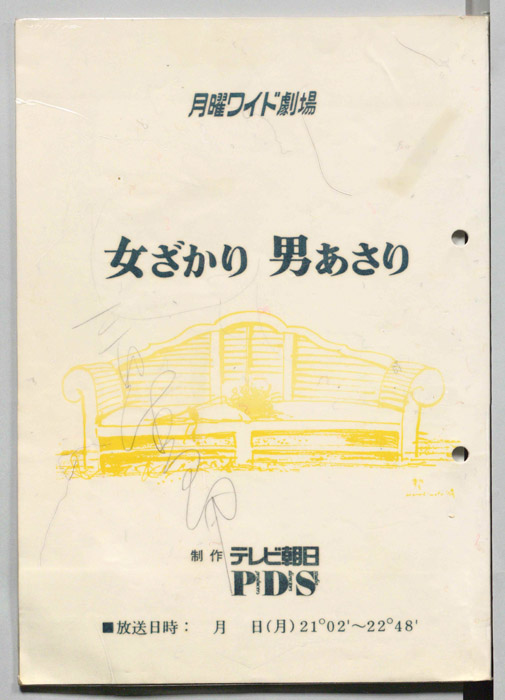 月曜ワイド劇場
女ざかり 男あさり
制作 テレビ朝日
PDS
■放送日時： 月 日(月)21°02'〜22°48'